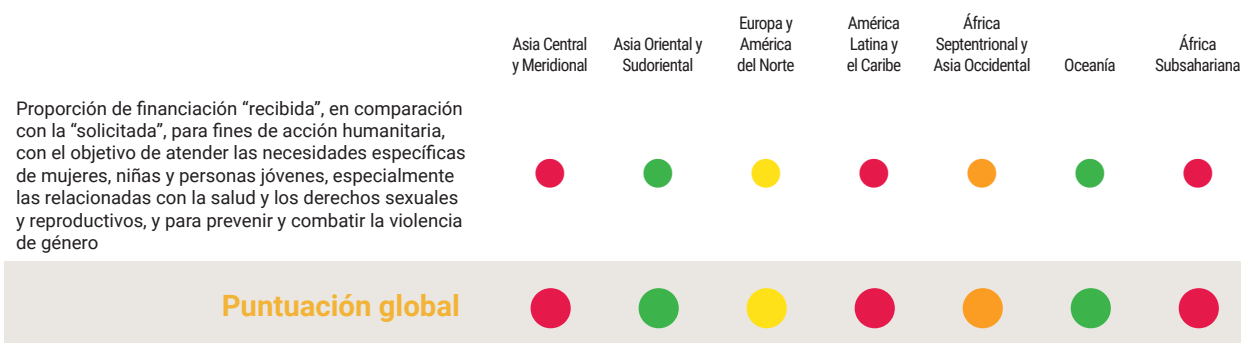 Asia Central
y Meridional
Asia Oriental y
Sudoriental
Europa y
América
del Norte
América
Latina y
el Caribe
África
Septentrional y
Asia Occidental
Oceanía
África
Subsahariana
Proporción de financiación “recibida”, en comparación
con la “solicitada”, para fines de acción humanitaria,
con el objetivo de atender las necesidades específicas
de mujeres, niñas y personas jóvenes, especialmente
las relacionadas con la salud y los derechos sexuales
y reproductivos, y para prevenir y combatir la violencia
de género
Puntuación global